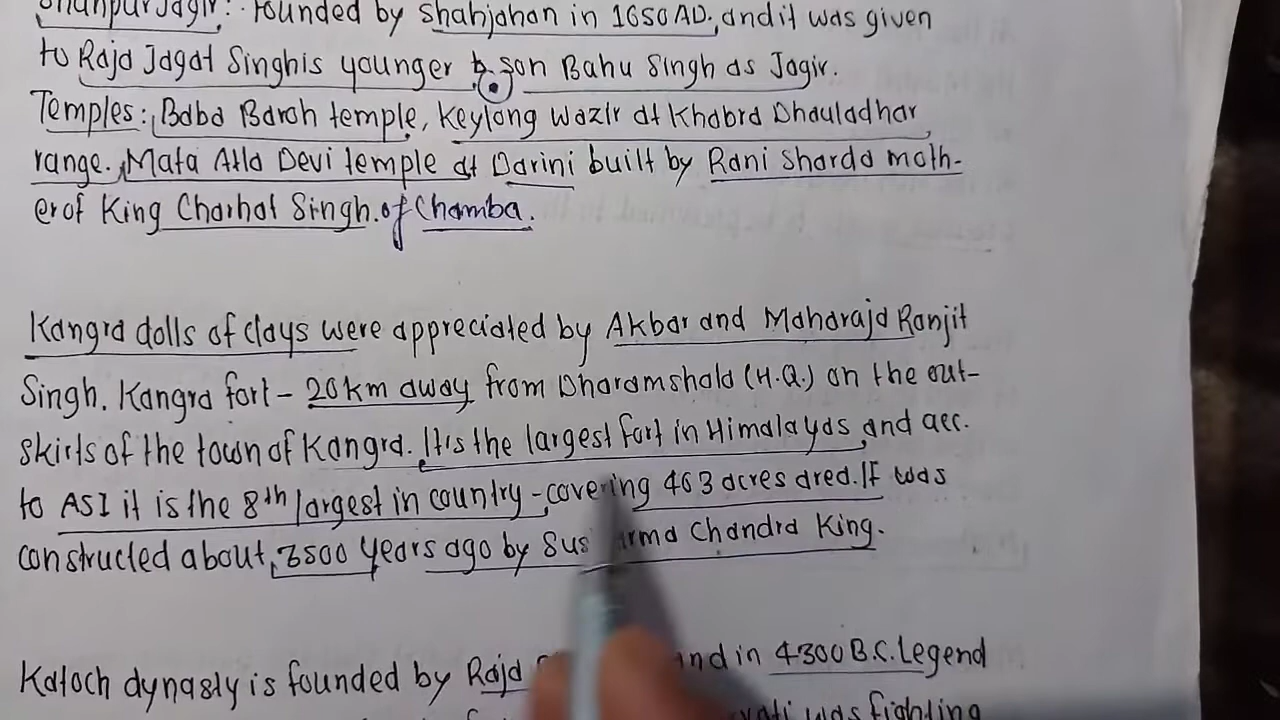 Shahpur Jagir: founded by Shahjahan in 1650 AD. and it was given
to Raja Jagat Singhis younger son Bahu Singh as Jagir.
Temples: Baba Baroh temple, Keylong Wazir at Khabra Dhauladhar
range. Mata Atla Devi temple at Darini built by Rani Sharda moth-
er of King Charhat Singh. of Chamba.
Kangra dolls of clays were appreciated by Akbar and Maharaja Ranjit
Singh. Kangra fort - 20 km away from Dharamshala (H.Q.) on the out-
skirts of the town of Kangra. It is the largest fort in Himalayas and acc.
to ASI it is the 8th largest in country - covering 463 acres area. It was
constructed about 3500 years ago by Chandra King.
Katoch dynasty is founded by Raja in 4300 B.C. Legend
was fighting